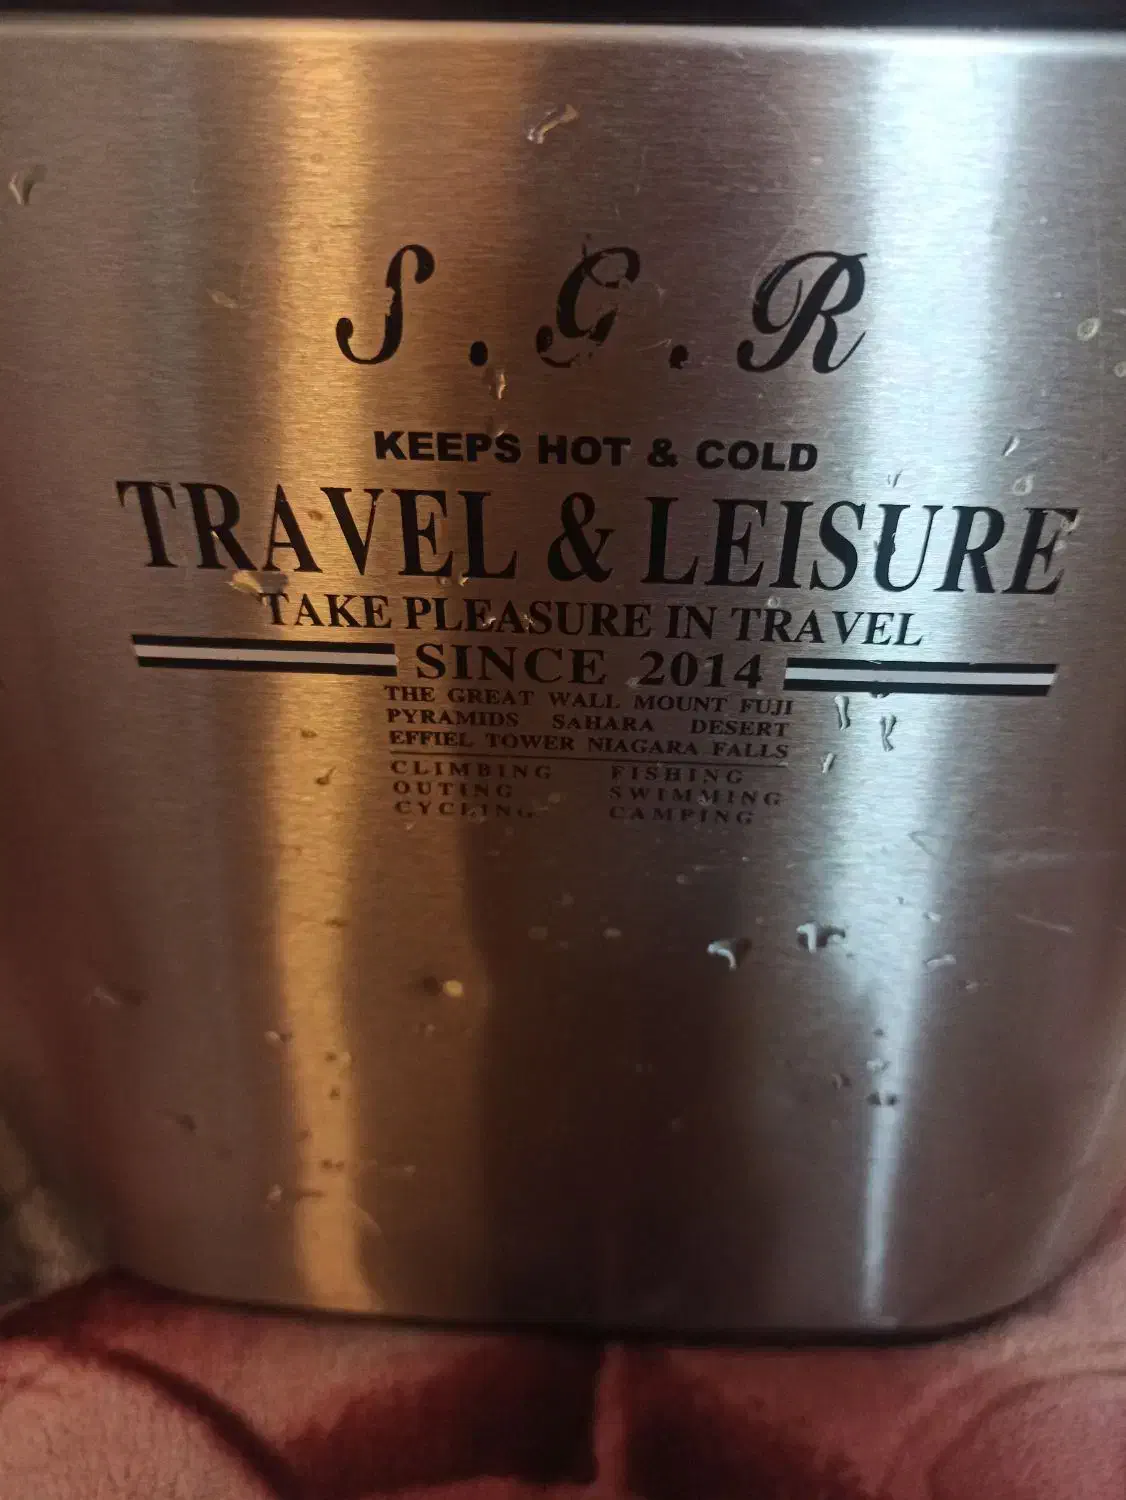 S.G.R
KEEPS HOT & COLD
TRAVEL & LEISURE
TAKE PLEASURE IN TRAVEL
SINCE 2014
THE GREAT WALL MOUNT FUJI
PYRAMIDS SAHARA DESERT
EFFIEL TOWER NIAGARA FALLS
CLIMBING FISHING
OUTING SWIMMING
CYCLING CAMPING